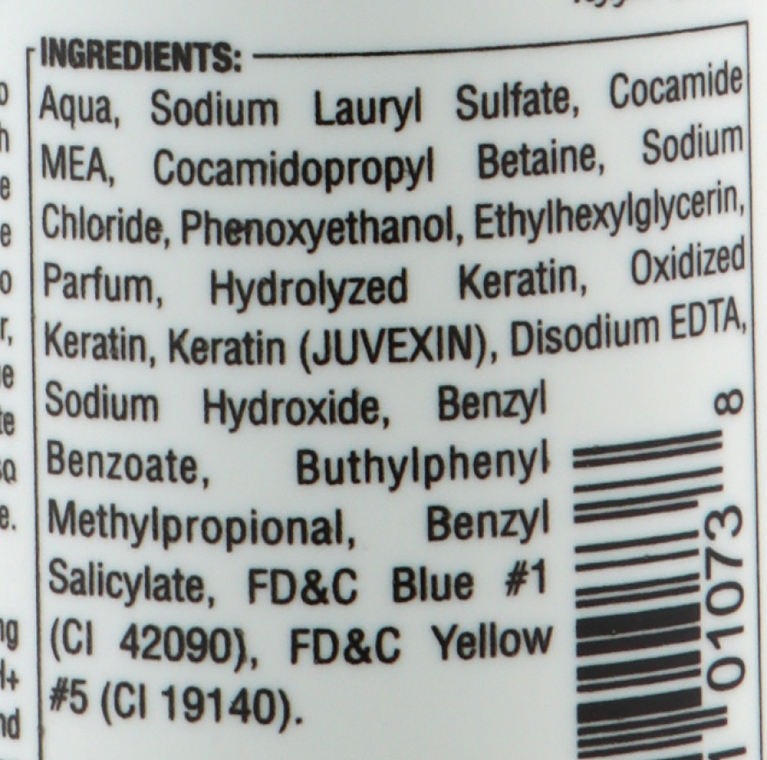 INGREDIENTS:
Aqua, Sodium Lauryl Sulfate, Cocamide
MEA, Cocamidopropyl Betaine, Sodium
Chloride, Phenoxyethanol, Ethylhexylglycerin,
Parfum, Hydrolyzed Keratin, Oxidized
Keratin, Keratin (JUVEXIN), Disodium EDTA,
Sodium Hydroxide, Benzyl
Benzoate, Buthylphenyl
Methylpropional, Benzyl
Salicylate, FD&C Blue #1
(CI 42090), FD&C Yellow
#5 (CI 19140).
01073 8